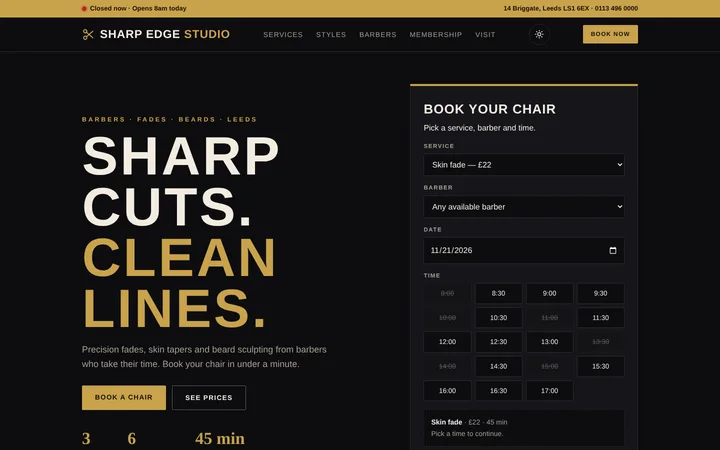 Closed now · Opens 8am today
14 Briggate, Leeds LS1 6EX · 0113 496 0000
SHARP EDGE STUDIO
SERVICES
STYLES
BARBERS
MEMBERSHIP
VISIT
BOOK NOW
BARBERS · FADES · BEARDS · LEEDS
SHARP
CUTS.
CLEAN
LINES.
Precision fades, skin tapers and beard sculpting from barbers
who take their time. Book your chair in under a minute.
BOOK A CHAIR
SEE PRICES
3
6
45 min
BOOK YOUR CHAIR
Pick a service, barber and time.
SERVICE
Skin fade — £22
BARBER
Any available barber
DATE
11/21/2026
TIME
8:00
8:30
9:00
9:30
10:00
10:30
11:00
11:30
12:00
12:30
13:00
13:30
14:00
14:30
15:00
15:30
16:00
16:30
17:00
Skin fade · £22 · 45 min
Pick a time to continue.